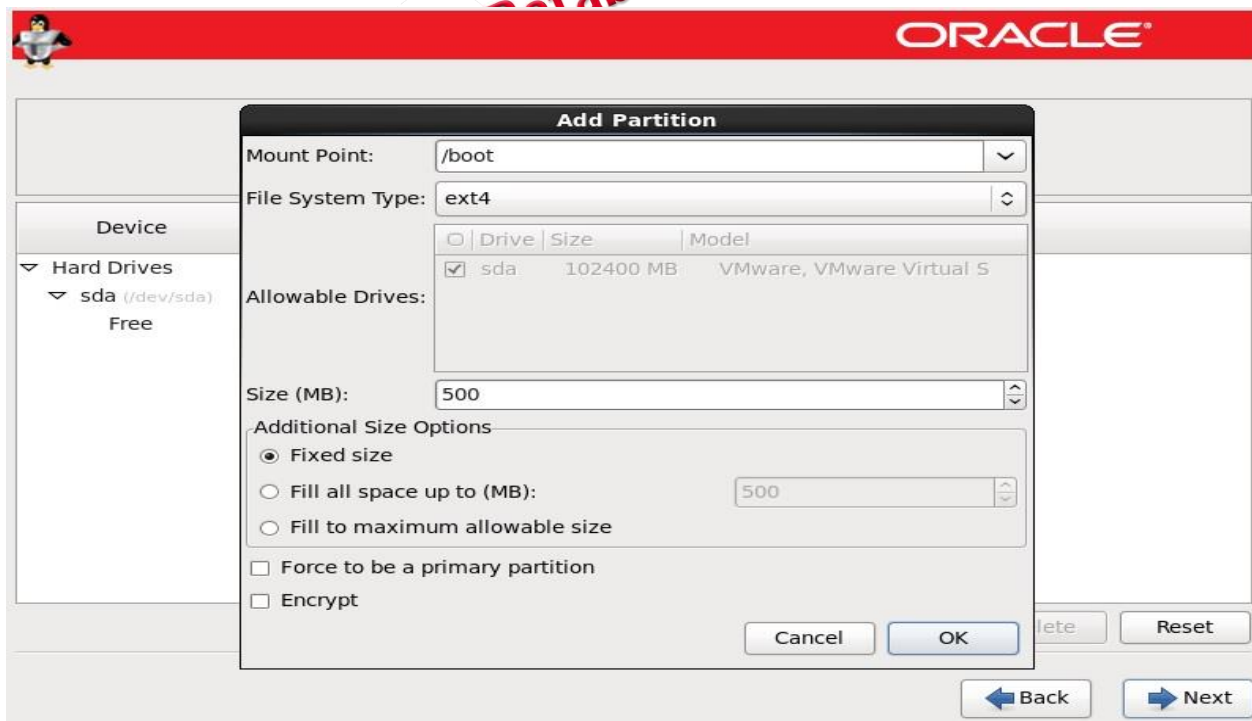 ORACLE
Add Partition
Mount Point: /boot
File System Type: ext4
Device
Drive Size Model
Hard Drives
sda 102400 MB VMware, VMware Virtual S
sda (/dev/sda)
Allowable Drives:
Free
Size (MB): 500
Additional Size Options
Fixed size
Fill all space up to (MB): 500
Fill to maximum allowable size
Force to be a primary partition
Encrypt
Cancel OK Reset
Back Next